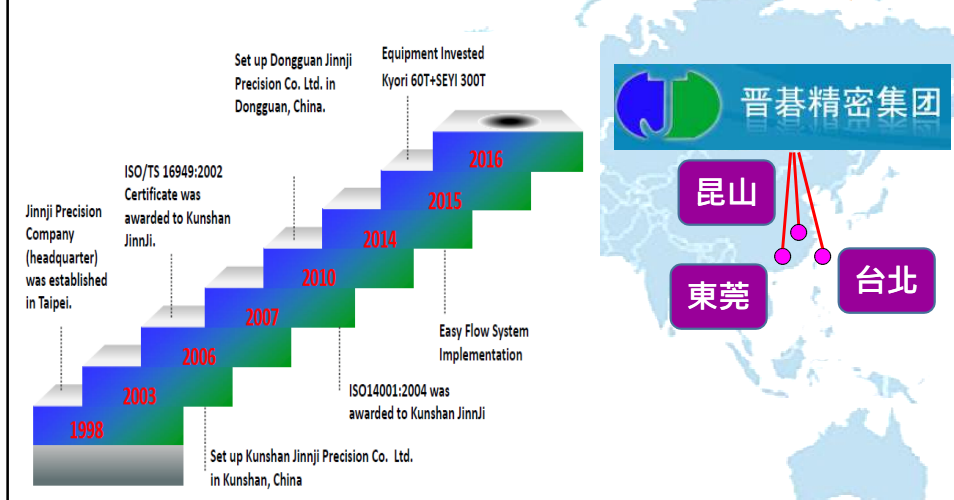 Jinnji Precision
Company
(headquarter)
was established
in Taipei.
ISO/TS 16949:2002
Certificate was
awarded to Kunshan
JinnJi.
Set up Dongguan Jinnji
Precision Co. Ltd. in
Dongguan, China.
Equipment Invested
Kyori 60T+SEYI 300T
1998
2003
2006
2007
2010
2014
2015
2016
Set up Kunshan Jinnji Precision Co. Ltd.
in Kunshan, China
ISO14001:2004 was
awarded to Kunshan JinnJi
Easy Flow System
Implementation
晋碁精密集团
昆山
東莞
台北